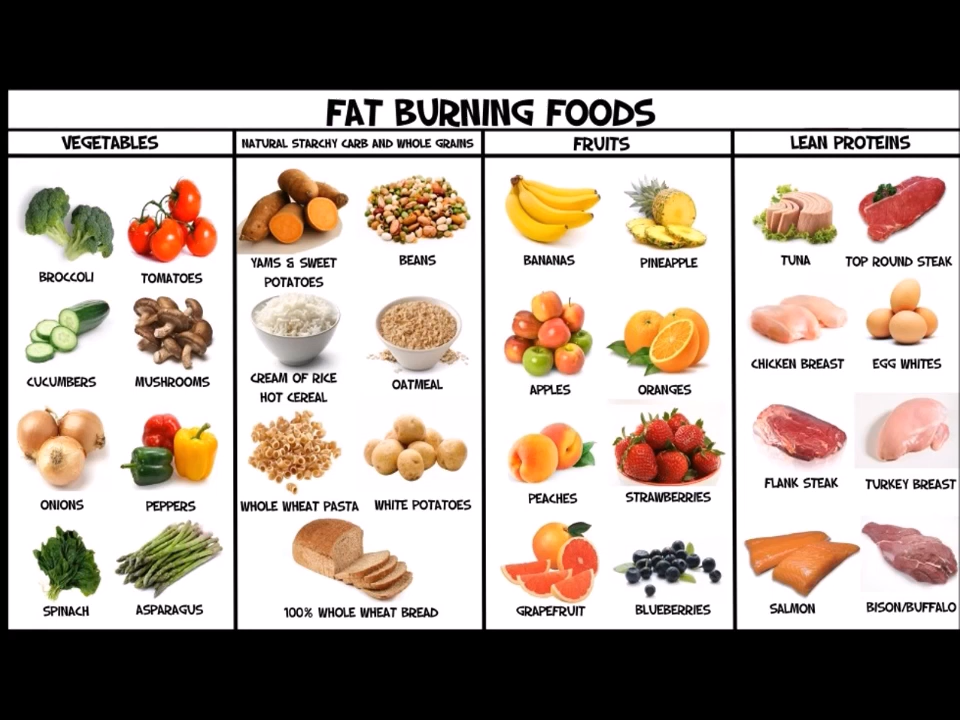 FAT BURNING FOODS
VEGETABLES
BROCCOLI
TOMATOES
CUCUMBERS
MUSHROOMS
ONIONS
PEPPERS
SPINACH
ASPARAGUS
NATURAL STARCHY CARB AND WHOLE GRAINS
YAMS & SWEET
POTATOES
BEANS
CREAM OF RICE
HOT CEREAL
OATMEAL
WHOLE WHEAT PASTA
WHITE POTATOES
100% WHOLE WHEAT BREAD
FRUITS
BANANAS
PINEAPPLE
APPLES
ORANGES
PEACHES
STRAWBERRIES
GRAPEFRUIT
BLUEBERRIES
LEAN PROTEINS
TUNA
TOP ROUND STEAK
CHICKEN BREAST
EGG WHITES
FLANK STEAK
TURKEY BREAST
SALMON
BISON/BUFFALO